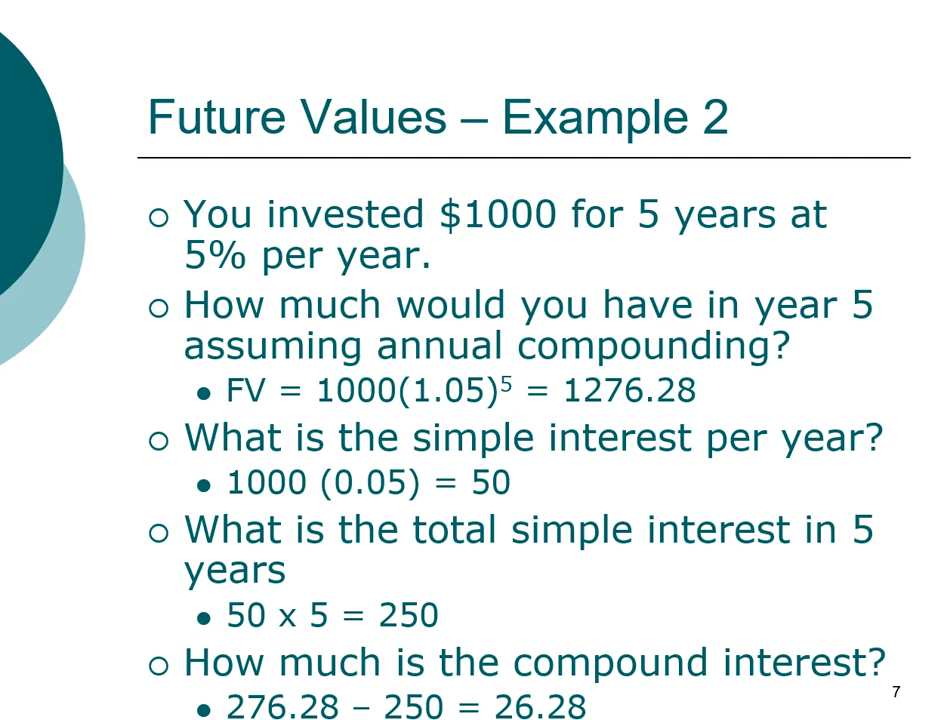 Future Values – Example 2
You invested $1000 for 5 years at
5% per year.
How much would you have in year 5
assuming annual compounding?
FV = 1000(1.05)⁵ = 1276.28
What is the simple interest per year?
1000 (0.05) = 50
What is the total simple interest in 5
years
50 x 5 = 250
How much is the compound interest?
276.28 – 250 = 26.28
7